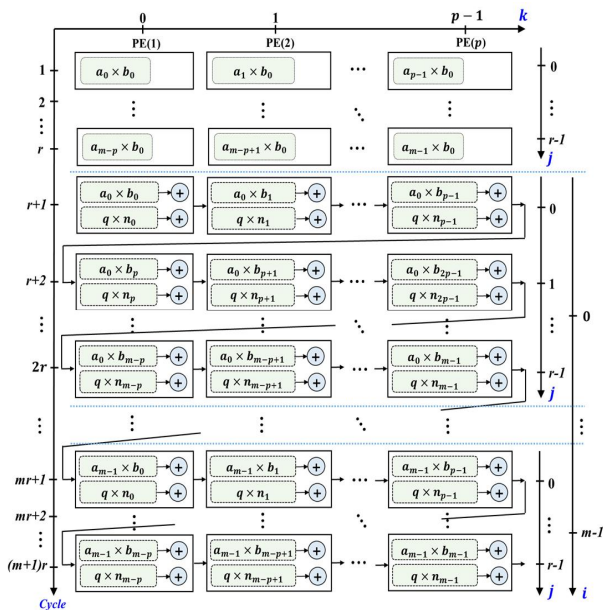 0 1 p − 1 k
PE(1) PE(2) PE(p)
1 a₀ × b₀ a₁ × b₀ ⋯ aₚ₋₁ × b₀ 0
2 ⋮ ⋮ ⋱ ⋮ ⋮
⋮
r aₘ₋ₚ × b₀ aₘ₋ₚ₊₁ × b₀ ⋯ aₘ₋₁ × b₀ r-1
j
a₀ × b₀ + a₀ × b₁ + a₀ × bₚ₋₁ +
r+1 ⋯ 0
q × n₀ + q × n₁ + q × nₚ₋₁ +
a₀ × bₚ + a₀ × bₚ₊₁ + a₀ × b₂ₚ₋₁ +
r+2 ⋯ 1
q × nₚ + q × nₚ₊₁ + q × n₂ₚ₋₁ +
⋮ ⋮ ⋮ ⋱ ⋮ ⋮ 0
a₀ × bₘ₋ₚ + a₀ × bₘ₋ₚ₊₁ + a₀ × bₘ₋₁ +
2r ⋯ r-1
q × nₘ₋ₚ + q × nₘ₋ₚ₊₁ + q × nₘ₋₁ +
j
⋮ ⋮ ⋮ ⋱ ⋮ ⋮
aₘ₋₁ × b₀ + aₘ₋₁ × b₁ + aₘ₋₁ × bₚ₋₁ +
mr+1 ⋯ 0
q × n₀ + q × n₁ + q × nₚ₋₁ +
mr+2 ⋮ ⋮ ⋱ ⋮ ⋮ m-1
⋮
aₘ₋₁ × bₘ₋ₚ + aₘ₋₁ × bₘ₋ₚ₊₁ + aₘ₋₁ × bₘ₋₁ +
(m+1)r ⋯ r-1
q × nₘ₋ₚ + q × nₘ₋ₚ₊₁ + q × nₘ₋₁ +
Cycle j i